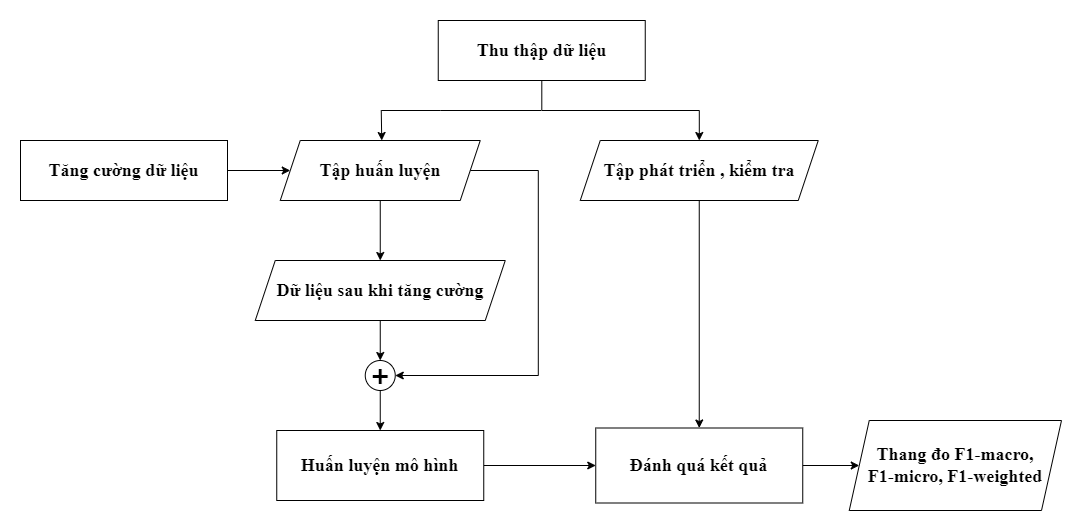 Thu thập dữ liệu
Tăng cường dữ liệu
Tập huấn luyện
Tập phát triển , kiểm tra
Dữ liệu sau khi tăng cường
+
Huấn luyện mô hình
Đánh quá kết quả
Thang đo F1-macro,
F1-micro, F1-weighted